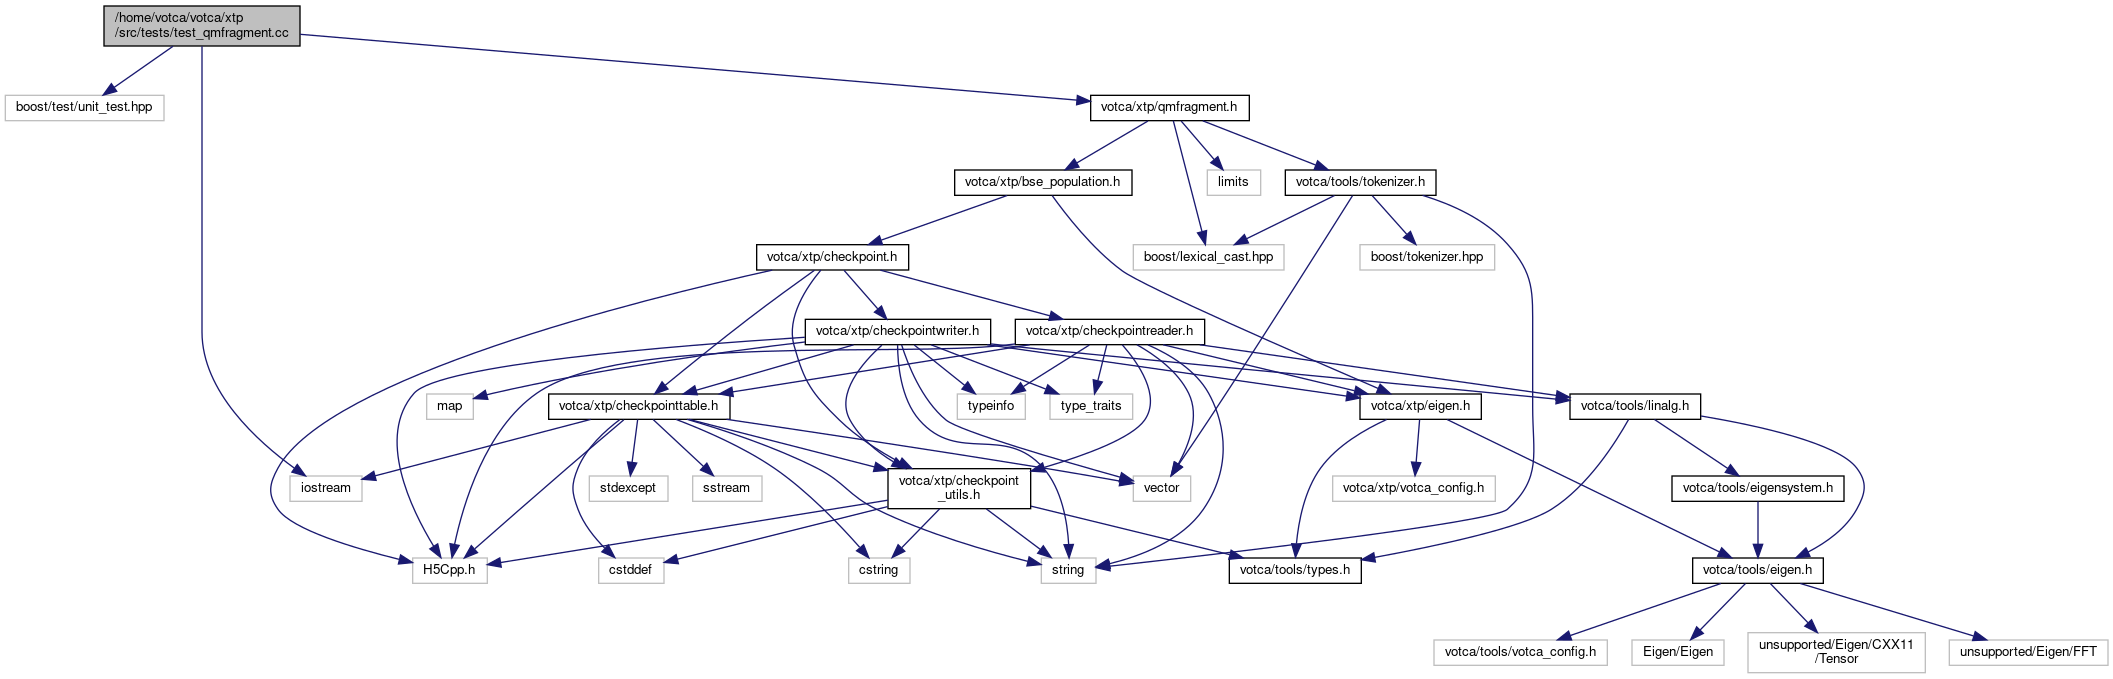 /home/votca/votca/xtp
/src/tests/test_qmfragment.cc
boost/test/unit_test.hpp
votca/xtp/qmfragment.h
votca/xtp/bse_population.h
limits
votca/tools/tokenizer.h
votca/xtp/checkpoint.h
boost/lexical_cast.hpp
boost/tokenizer.hpp
votca/xtp/checkpointwriter.h
votca/xtp/checkpointreader.h
map
votca/xtp/checkpointtable.h
typeinfo
type_traits
votca/xtp/eigen.h
votca/tools/linalg.h
iostream
stdexcept
sstream
votca/xtp/checkpoint
_utils.h
vector
votca/xtp/votca_config.h
votca/tools/eigensystem.h
H5Cpp.h
cstddef
cstring
string
votca/tools/types.h
votca/tools/eigen.h
votca/tools/votca_config.h
Eigen/Eigen
unsupported/Eigen/CXX11
/Tensor
unsupported/Eigen/FFT